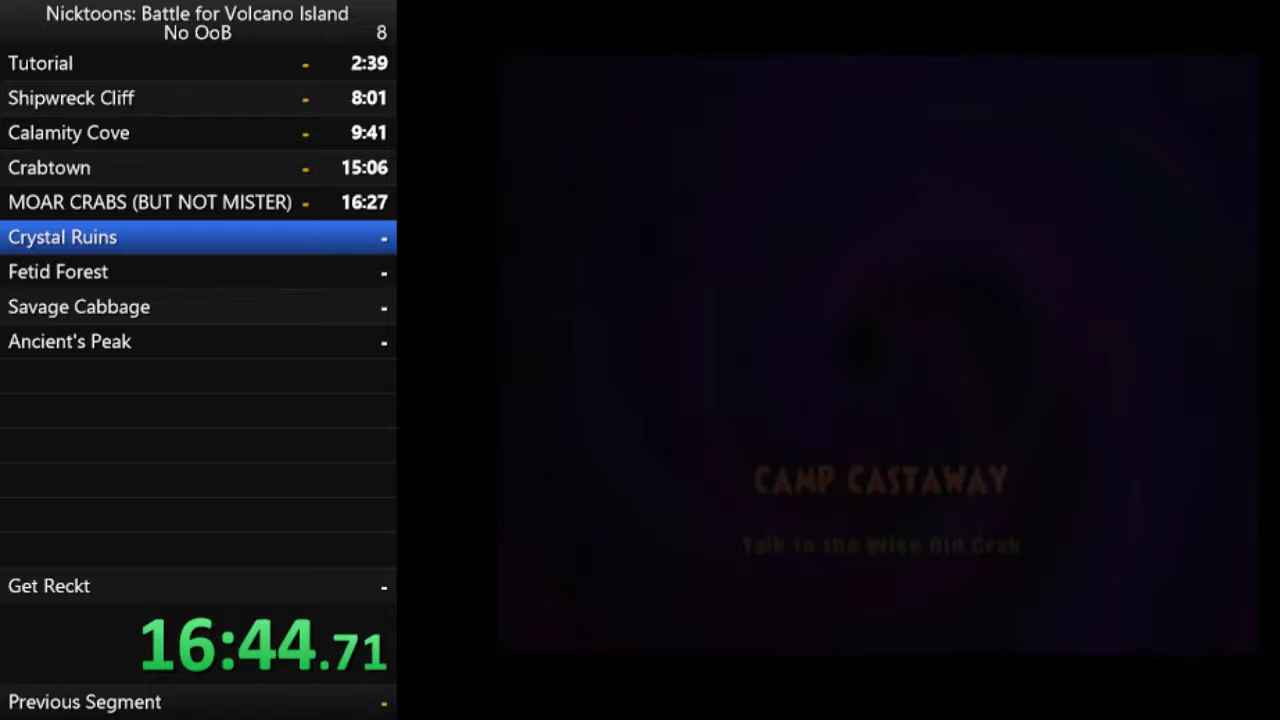 Nicktoons: Battle for Volcano Island
No OoB 8
Tutorial - 2:39
Shipwreck Cliff - 8:01
Calamity Cove - 9:41
Crabtown - 15:06
MOAR CRABS (BUT NOT MISTER) - 16:27
Crystal Ruins -
Fetid Forest -
Savage Cabbage -
Ancient's Peak -
Get Reckt -
16:44.71
Previous Segment -
CAMP CASTAWAY
Talk to the Wise Old Crab